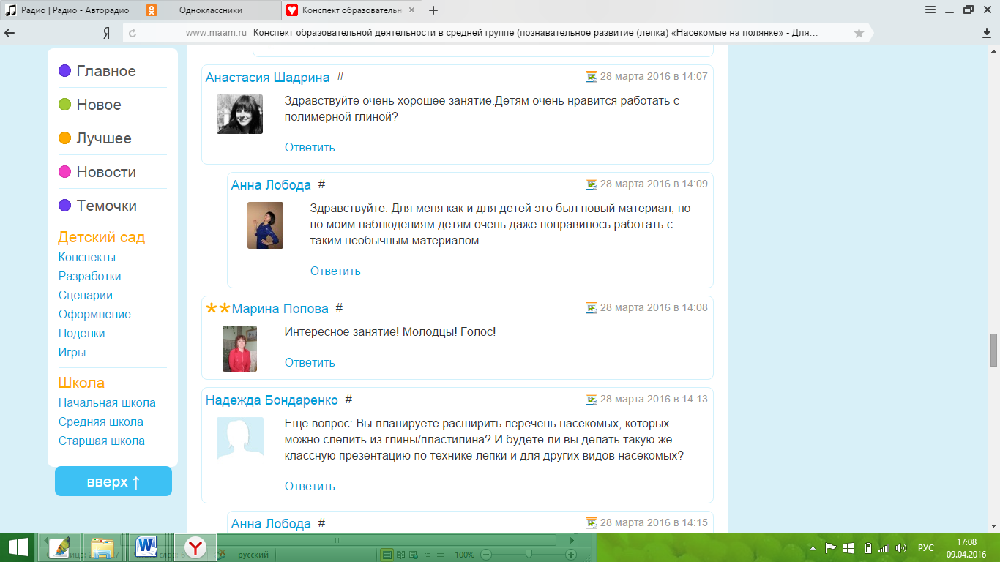 Радио | Радио - Авторадио
Одноклассники
Конспект образовательн
Я
www.maam.ru Конспект образовательной деятельности в средней группе (познавательное развитие (лепка) «Насекомые на полянке» - Для…
Главное
Новое
Лучшее
Новости
Темочки
Детский сад
Конспекты
Разработки
Сценарии
Оформление
Поделки
Игры
Школа
Начальная школа
Средняя школа
Старшая школа
вверх ↑
Анастасия Шадрина #
28 марта 2016 в 14:07
Здравствуйте очень хорошее занятие.Детям очень нравится работать с
полимерной глиной?
Ответить
Анна Лобода #
28 марта 2016 в 14:09
Здравствуйте. Для меня как и для детей это был новый материал, но
по моим наблюдениям детям очень даже понравилось работать с
таким необычным материалом.
Ответить
**Марина Попова #
28 марта 2016 в 14:08
Интересное занятие! Молодцы! Голос!
Ответить
Надежда Бондаренко #
28 марта 2016 в 14:13
Еще вопрос: Вы планируете расширить перечень насекомых, которых
можно слепить из глины/пластилина? И будете ли вы делать такую же
классную презентацию по технике лепки и для других видов насекомых?
Ответить
Анна Лобода #
28 марта 2016 в 14:15
русский
100%
РУС
17:08
09.04.2016